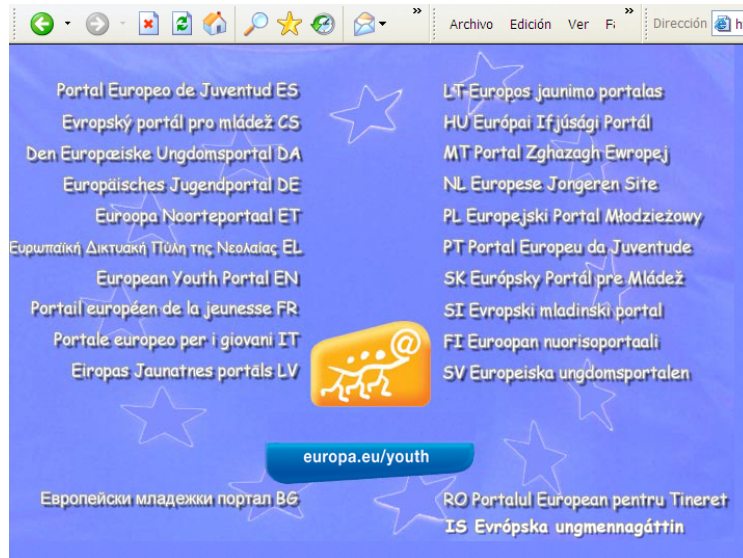 Archivo Edición Ver Dirección
Portal Europeo de Juventud ES
Evropský portál pro mládež CS
Den Europæiske Ungdomsportal DA
Europäisches Jugendportal DE
Euroopa Noorteportaal ET
Ευρωπαϊκή Δικτυακή Πύλη της Νεολαίας EL
European Youth Portal EN
Portail européen de la jeunesse FR
Portale europeo per i giovani IT
Eiropas Jaunatnes portāls LV
LT Europos jaunimo portalas
HU Európai Ifjúsági Portál
MT Portal Zghazagh Ewropej
NL Europese Jongeren Site
PL Europejski Portal Młodzieżowy
PT Portal Europeu da Juventude
SK Európsky Portál pre Mládež
SI Evropski mladinski portal
FI Euroopan nuorisoportaali
SV Europeiska ungdomsportalen
europa.eu/youth
Европейски младежки портал BG
RO Portalul European pentru Tineret
IS Evrópska ungmennagáttin